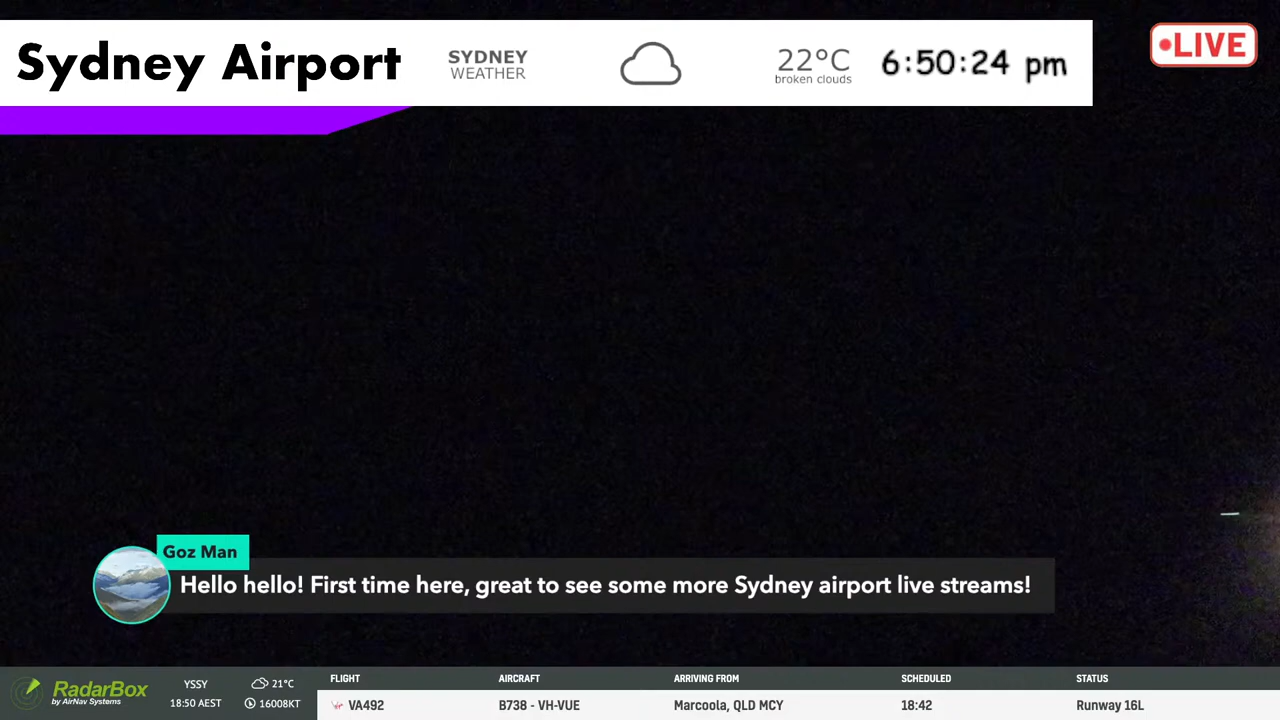 Sydney Airport
SYDNEY
WEATHER
22°C
broken clouds
6:50:24 pm
LIVE
Goz Man
Hello hello! First time here, great to see some more Sydney airport live streams!
RadarBox
by AirNav Systems
YSSY
18:50 AEST
21°C
16008KT
FLIGHT AIRCRAFT ARRIVING FROM SCHEDULED STATUS
VA492 B738 - VH-VUE Marcoola, QLD MCY 18:42 Runway 16L